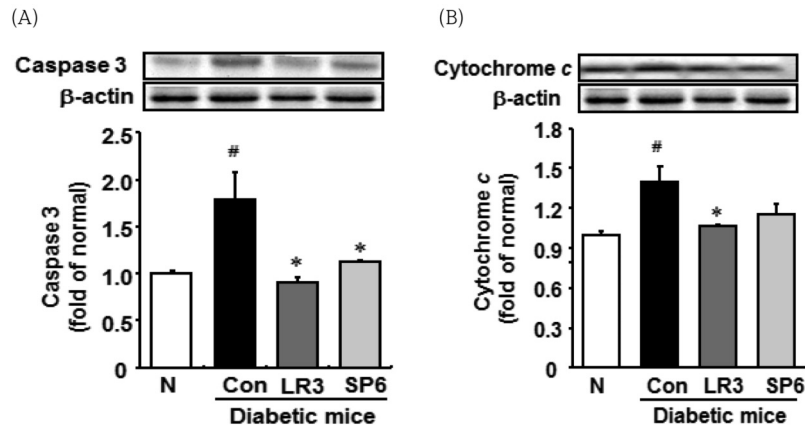 (A)
Caspase 3
β-actin
Caspase 3
(fold of normal)
2.5
2.0
1.5
1.0
0.5
0
#
*
*
N Con LR3 SP6
Diabetic mice
(B)
Cytochrome c
β-actin
Cytochrome c
(fold of normal)
1.8
1.5
1.2
0.9
0.6
0.3
0
#
*
N Con LR3 SP6
Diabetic mice